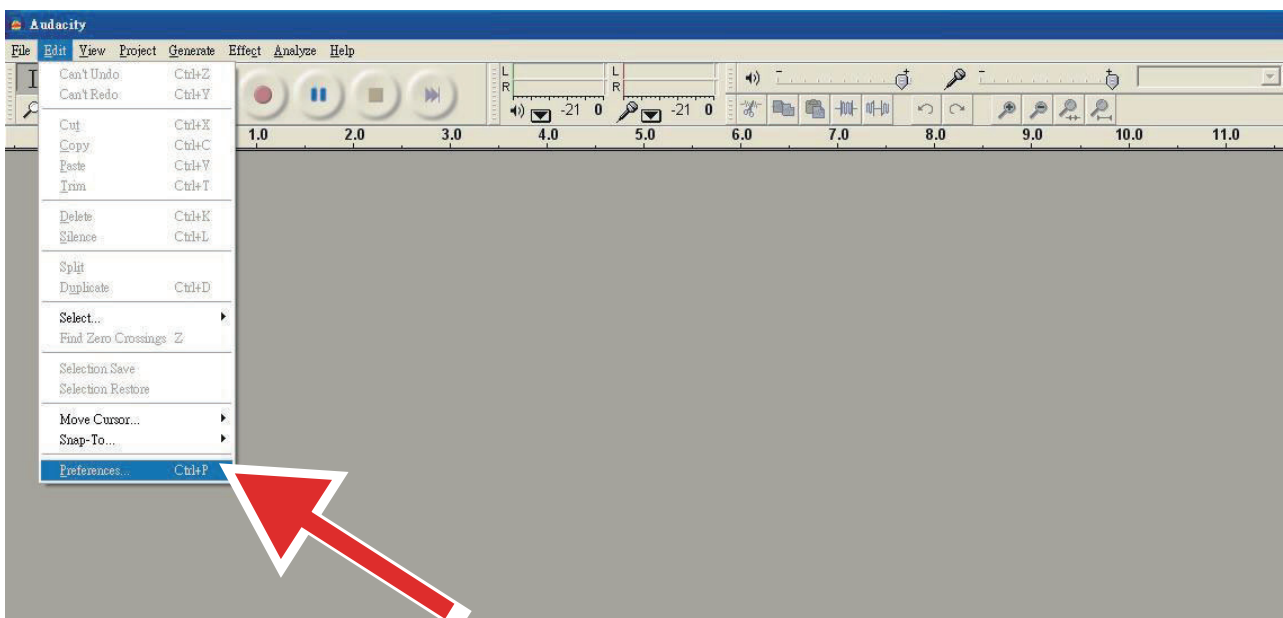 Audacity
File Edit View Project Generate Effect Analyze Help
Can't Undo Ctrl+Z
Can't Redo Ctrl+Y
Cut Ctrl+X
Copy Ctrl+C
Paste Ctrl+V
Trim Ctrl+T
Delete Ctrl+K
Silence Ctrl+L
Split
Duplicate Ctrl+D
Select...
Find Zero Crossings Z
Selection Save
Selection Restore
Move Cursor...
Snap-To...
Preferences... Ctrl+P
L L
R R
-21 0 -21 0
1.0 2.0 3.0 4.0 5.0 6.0 7.0 8.0 9.0 10.0 11.0